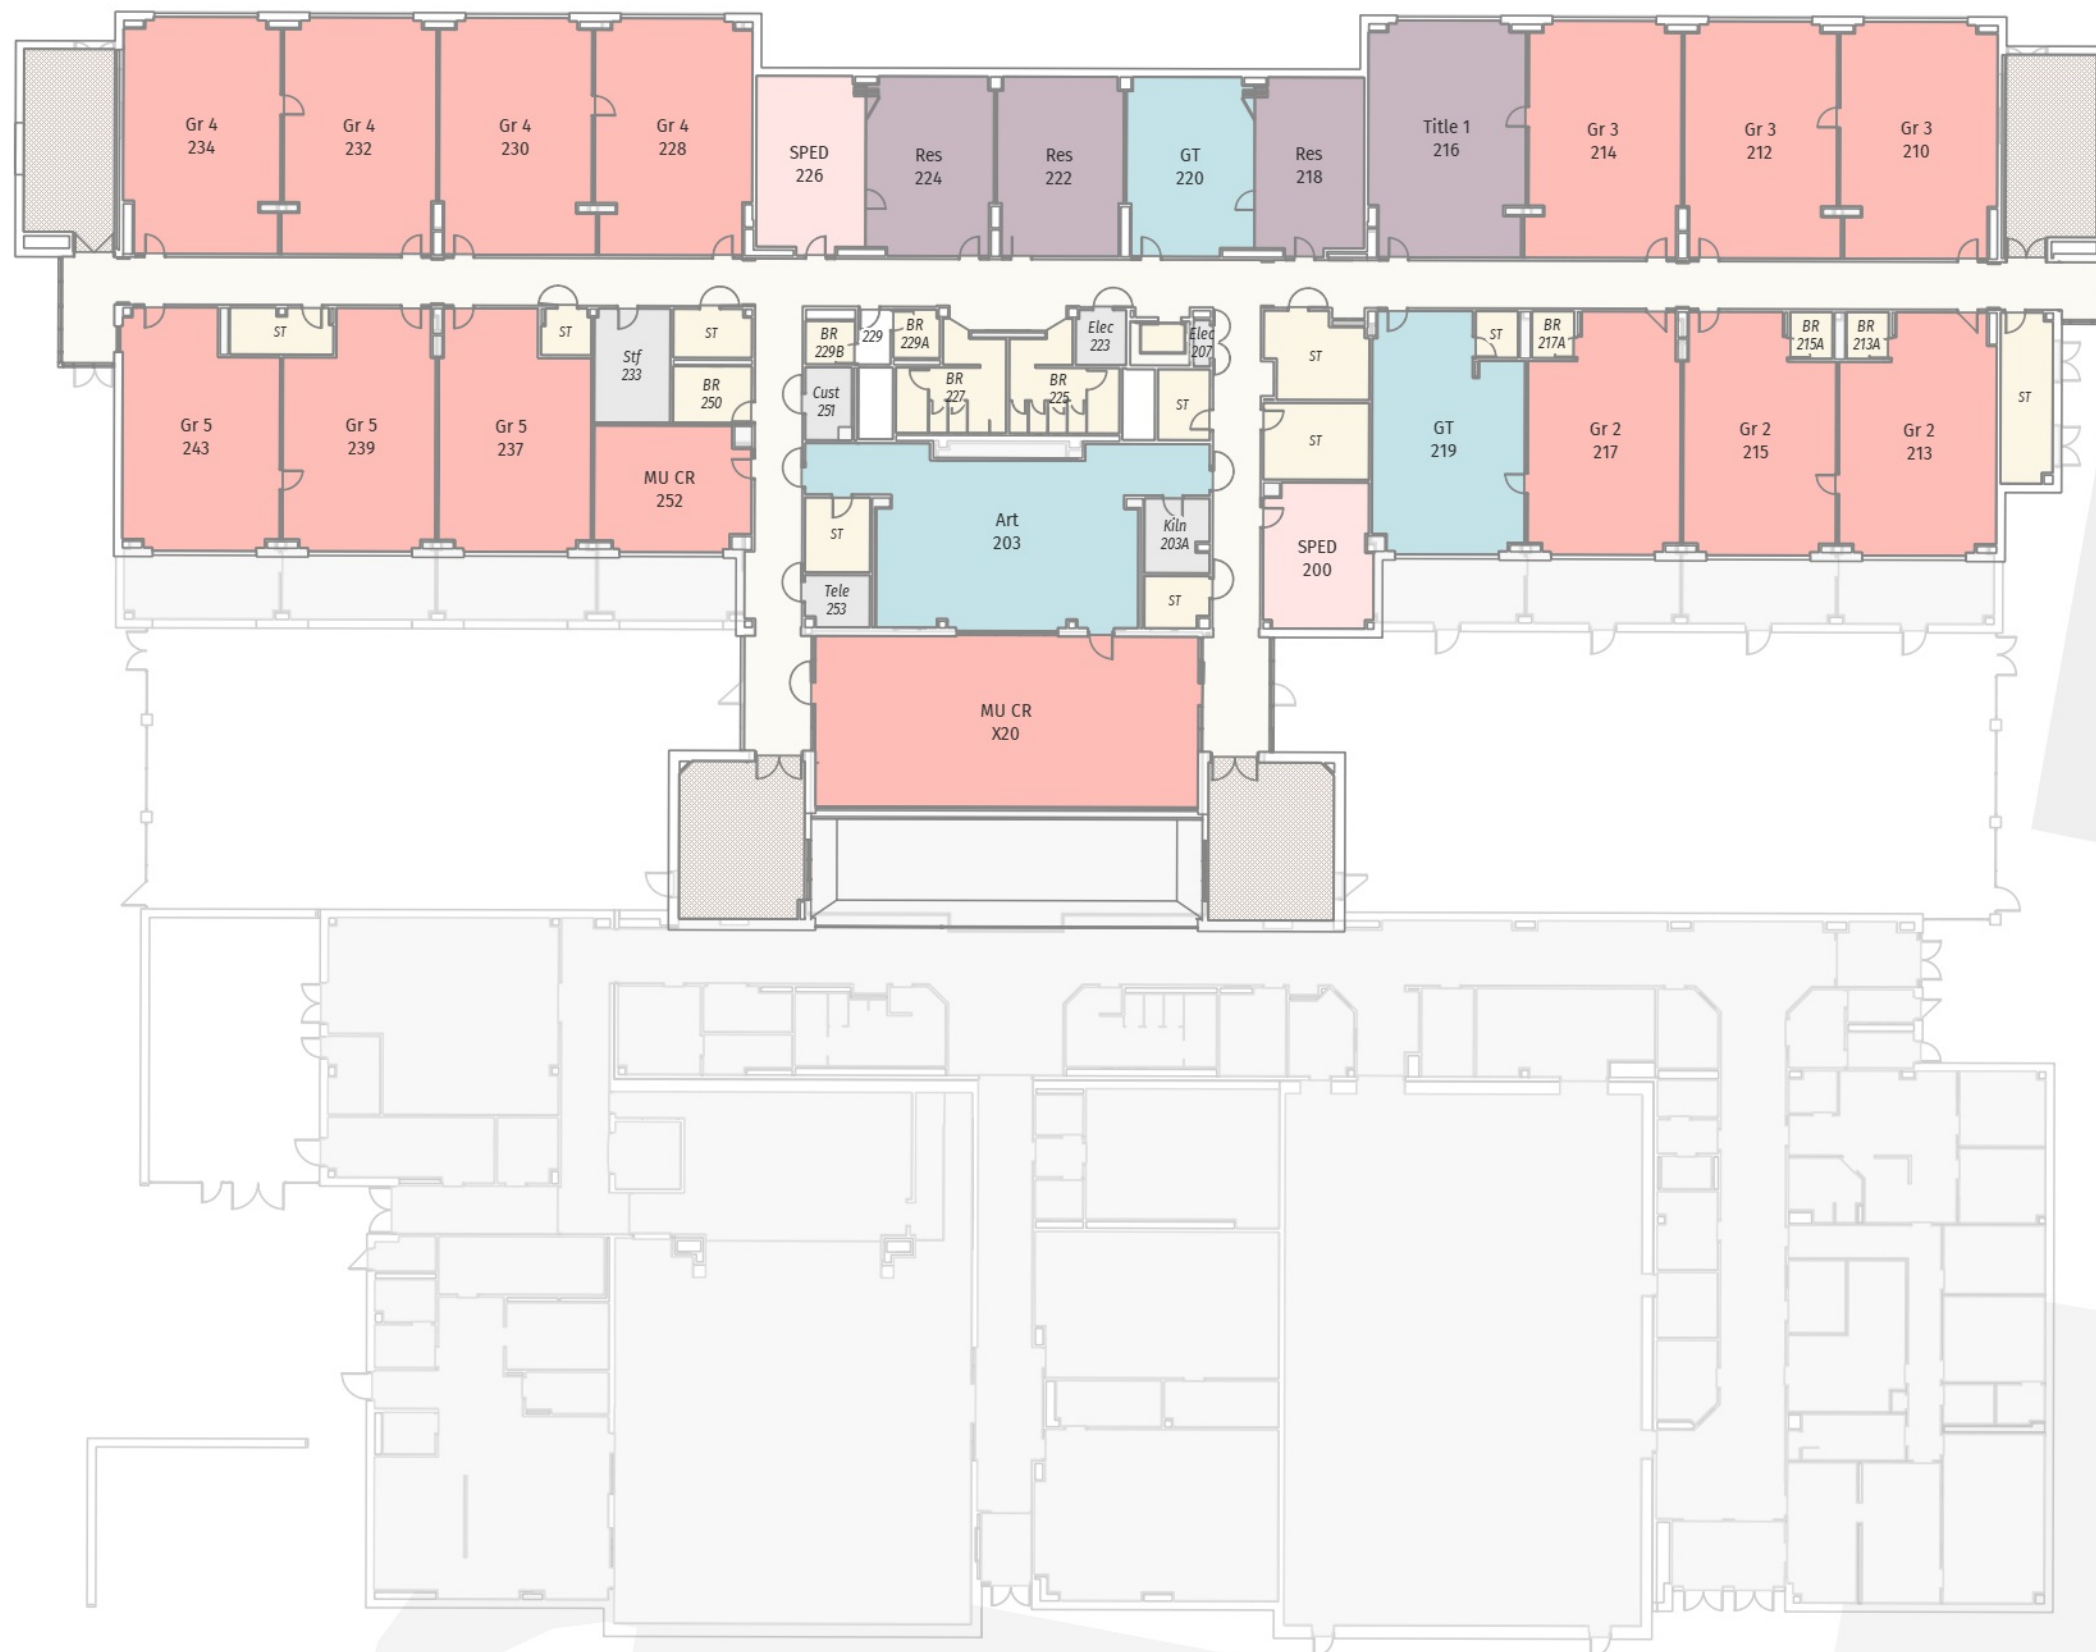 Gr 4
234
Gr 4
232
Gr 4
230
Gr 4
228
SPED
226
Res
224
Res
222
GT
220
Res
218
Title 1
216
Gr 3
214
Gr 3
212
Gr 3
210
Gr 5
243
ST
Gr 5
239
Gr 5
237
ST
Stf
233
ST
BR
250
MU CR
252
BR
229B
229
BR
229A
Cust
251
BR
227
BR
225
Elec
223
Elec
207
ST
ST
ST
SPED
200
GT
219
ST
BR
217A
Gr 2
217
Gr 2
215
BR
215A
BR
213A
Gr 2
213
ST
Art
203
ST
Tele
253
Kiln
203A
ST
MU CR
X20